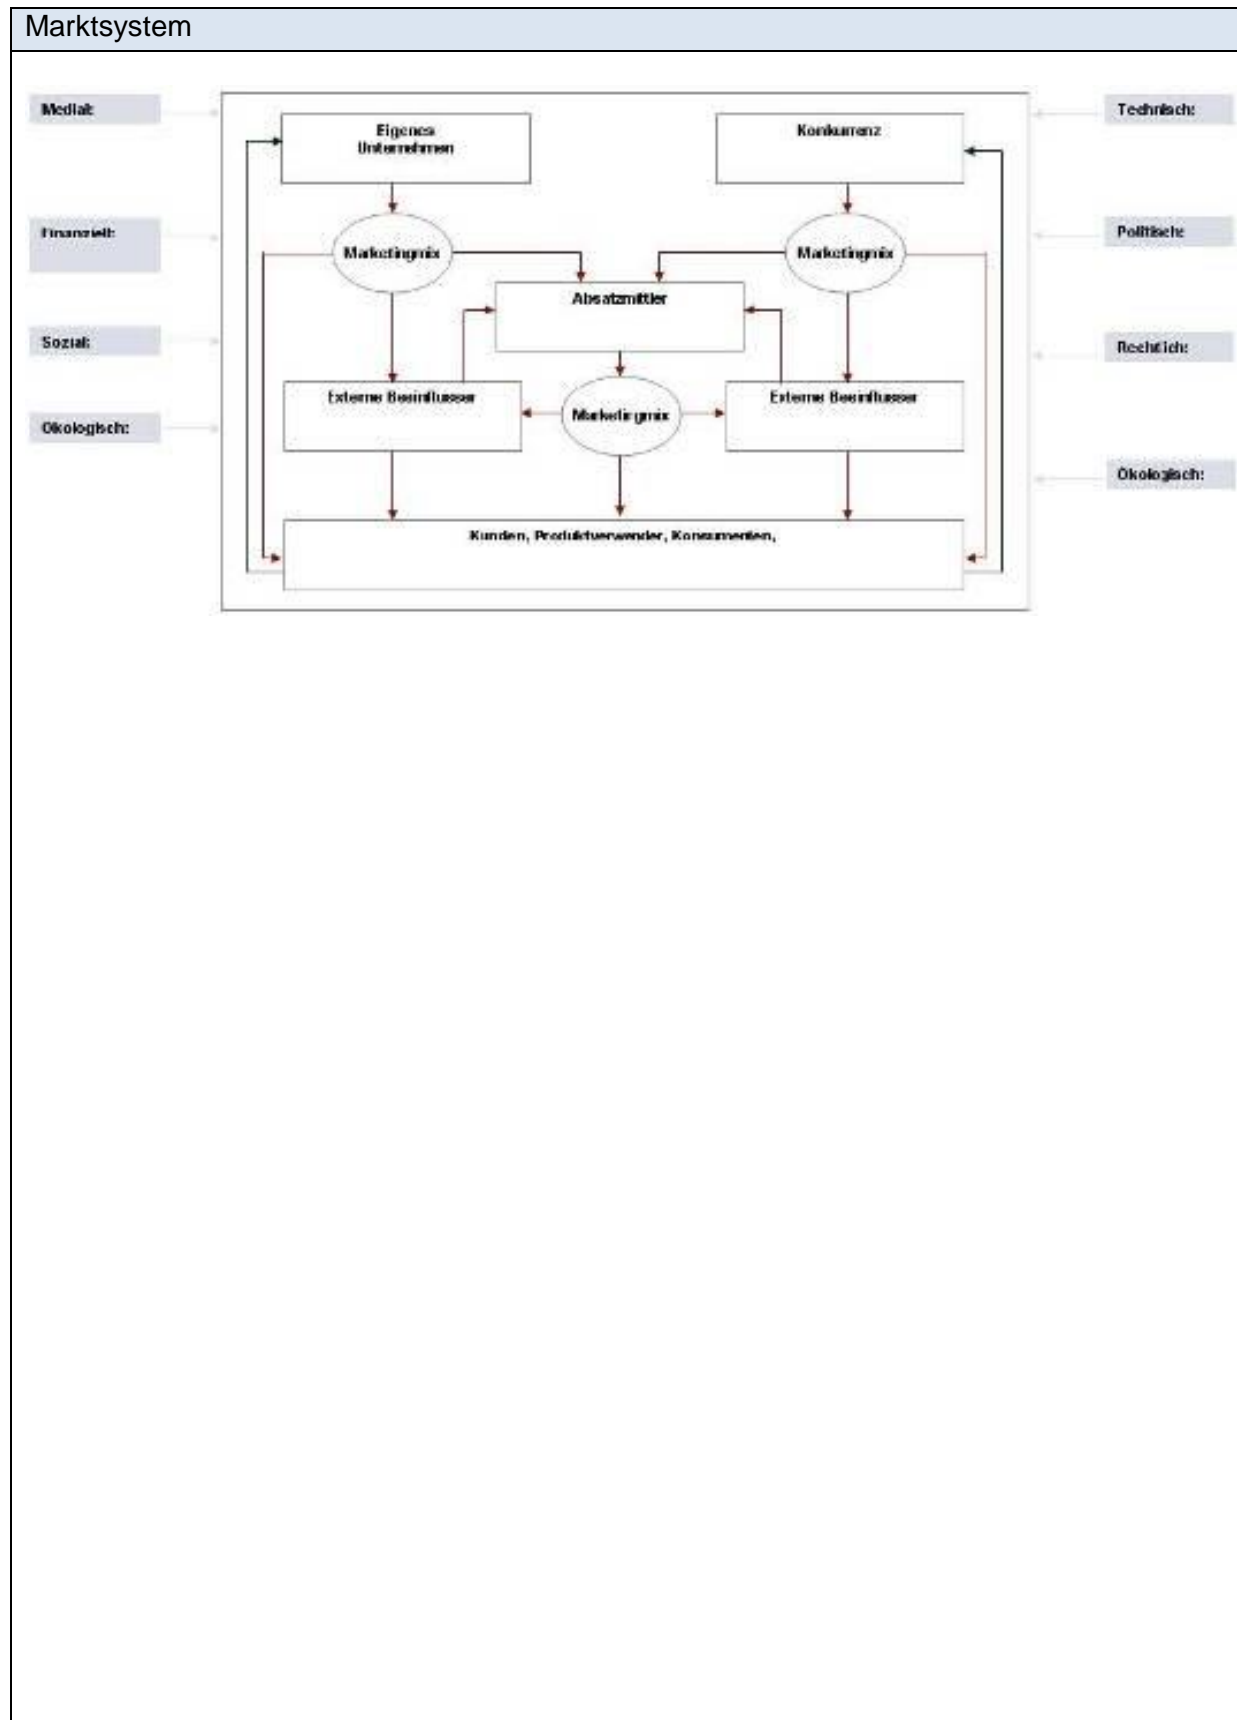 Marktsystem
Medial:
Technisch:
Eigenes
Unternehmen
Konkurrenz
Finanziell:
Politisch:
Marketingmix
Marketingmix
Absatzmittler
Sozial:
Rechtlich:
Externe Beeinflusser
Externe Beeinflusser
Marketingmix
Ökologisch:
Ökologisch:
Kunden, Produktverwender, Konsumenten,